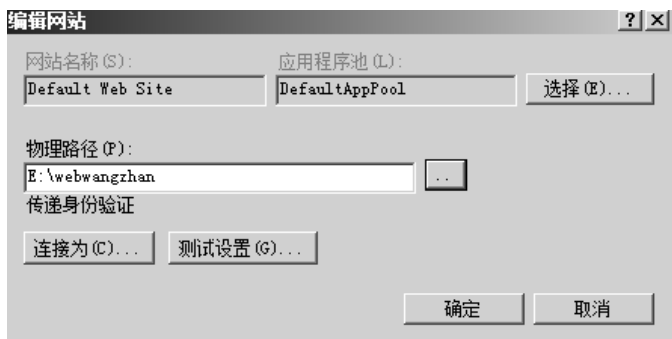 编辑网站
网站名称(S): 应用程序池(L):
Default Web Site DefaultAppPool 选择(E)...
物理路径(P):
E:\webwangzhan ..
传递身份验证
连接为(C)... 测试设置(G)...
确定 取消